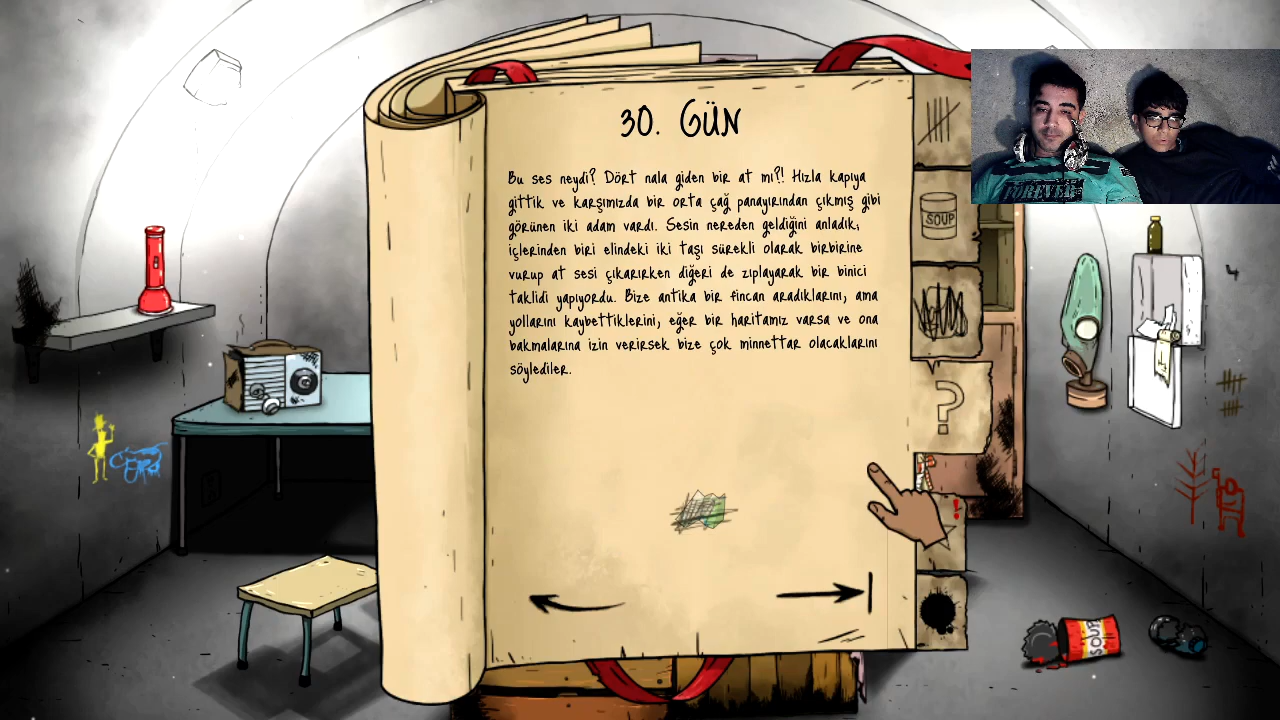 30. GÜN
Bu ses neydi? Dört nala giden bir at mı?! Hızla kapıya
gittik ve karşımızda bir orta çağ panayırından çıkmış gibi
görünen iki adam vardı. Sesin nereden geldiğini anladık,
içlerinden biri elindeki iki taşı sürekli olarak birbirine
vurup at sesi çıkarırken diğeri de zıplayarak bir binici
taklidi yapıyordu. Bize antika bir fincan aradıklarını, ama
yollarını kaybettiklerini, eğer bir haritamız varsa ve ona
bakmalarına izin verirsek bize çok minnettar olacaklarını
söylediler.
SOUP
?
!
FOREVER
SOUP